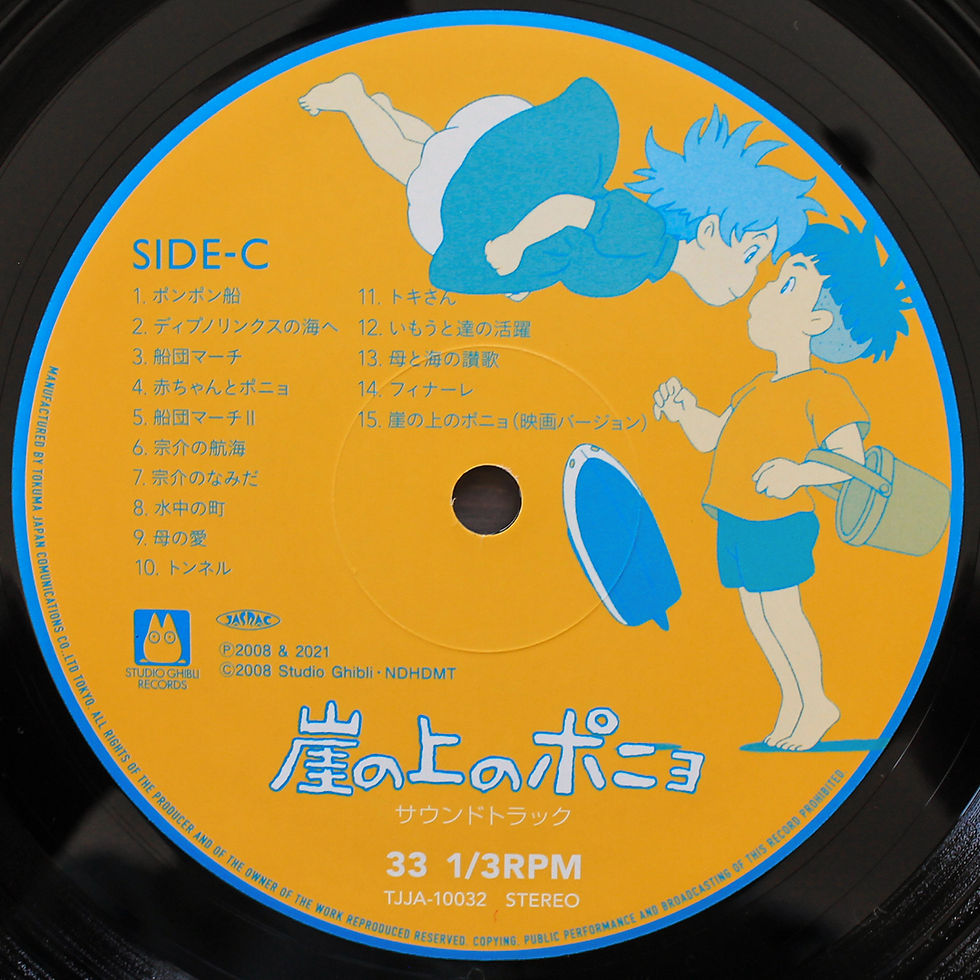 SIDE-C
1. ポンポン船
2. ディプノリンクスの海へ
3. 船団マーチ
4. 赤ちゃんとポニョ
5. 船団マーチⅡ
6. 宗介の航海
7. 宗介のなみだ
8. 水中の町
9. 母の愛
10. トンネル
11. トキさん
12. いもうと達の活躍
13. 母と海の讃歌
14. フィナーレ
15. 崖の上のポニョ(映画バージョン)
STUDIO GHIBLI
RECORDS
JASRAC
Ⓟ2008 & 2021
©2008 Studio Ghibli・NDHDMT
崖の上のポニョ
サウンドトラック
33 1/3RPM
TJJA-10032 STEREO
MANUFACTURED BY TOKUMA JAPAN COMUNICATIONS CO.,LTD TOKYO. ALL RIGHTS OF THE PRODUCER AND OF THE OWNER OF THE WORK REPRODUCED RESERVED. COPYING, PUBLIC PERFORMANCE AND BROADCASTING OF THIS RECORD PROHIBITED